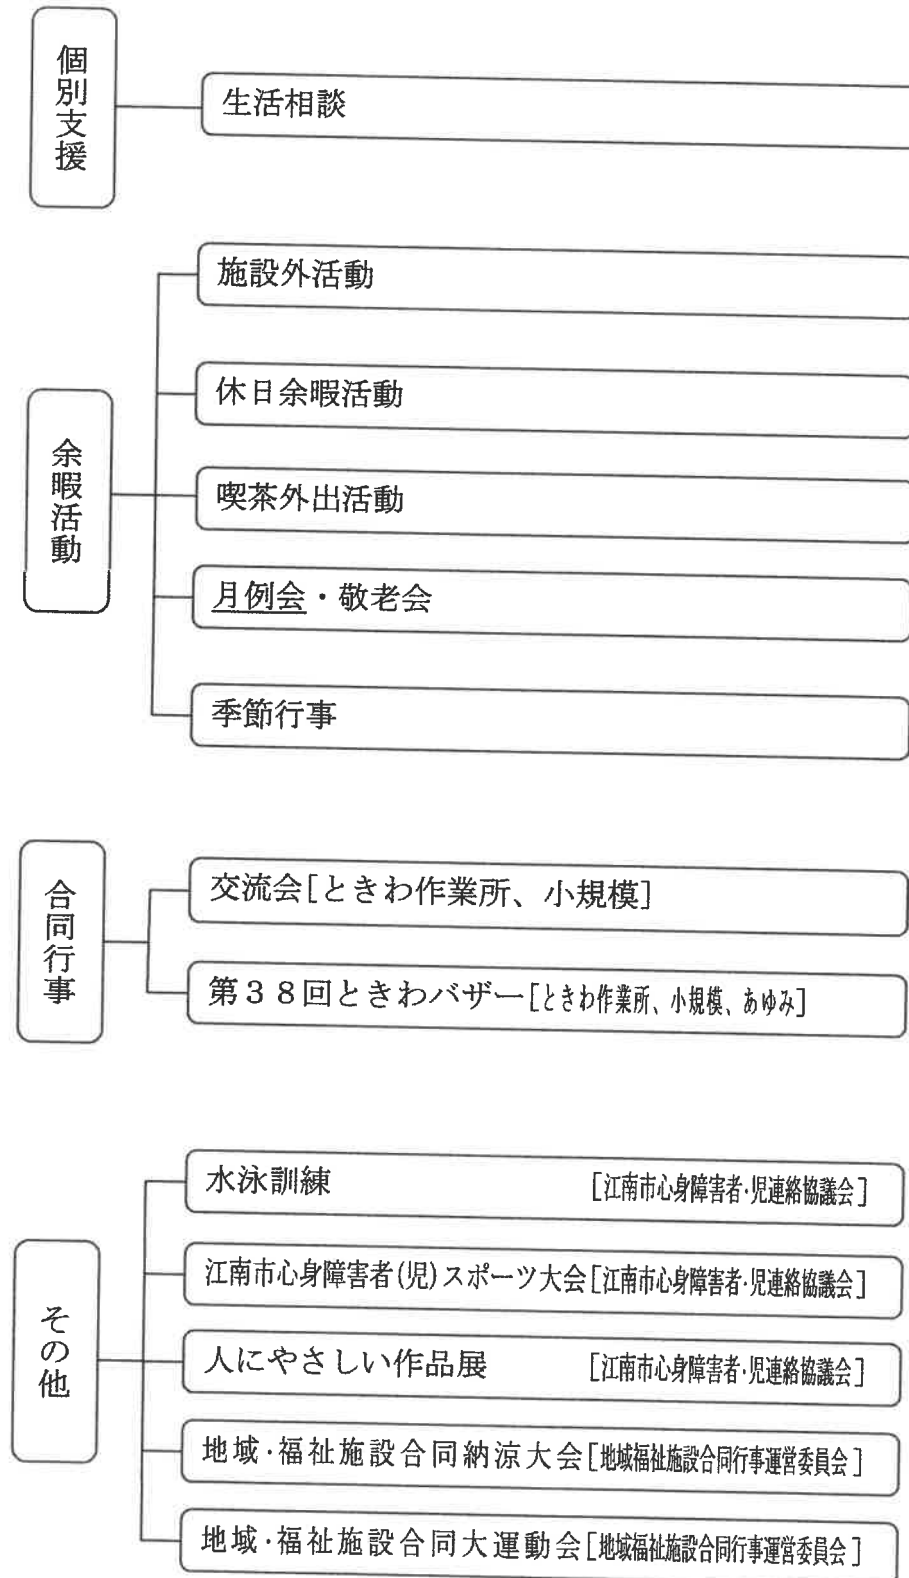 個別支援
生活相談
余暇活動
施設外活動
休日余暇活動
喫茶外出活動
月例会・敬老会
季節行事
合同行事
交流会[ときわ作業所、小規模]
第38回ときわバザー[ときわ作業所、小規模、あゆみ]
その他
水泳訓練 [江南市心身障害者・児連絡協議会]
江南市心身障害者(児)スポーツ大会[江南市心身障害者・児連絡協議会]
人にやさしい作品展 [江南市心身障害者・児連絡協議会]
地域・福祉施設合同納涼大会[地域福祉施設合同行事運営委員会]
地域・福祉施設合同大運動会[地域福祉施設合同行事運営委員会]